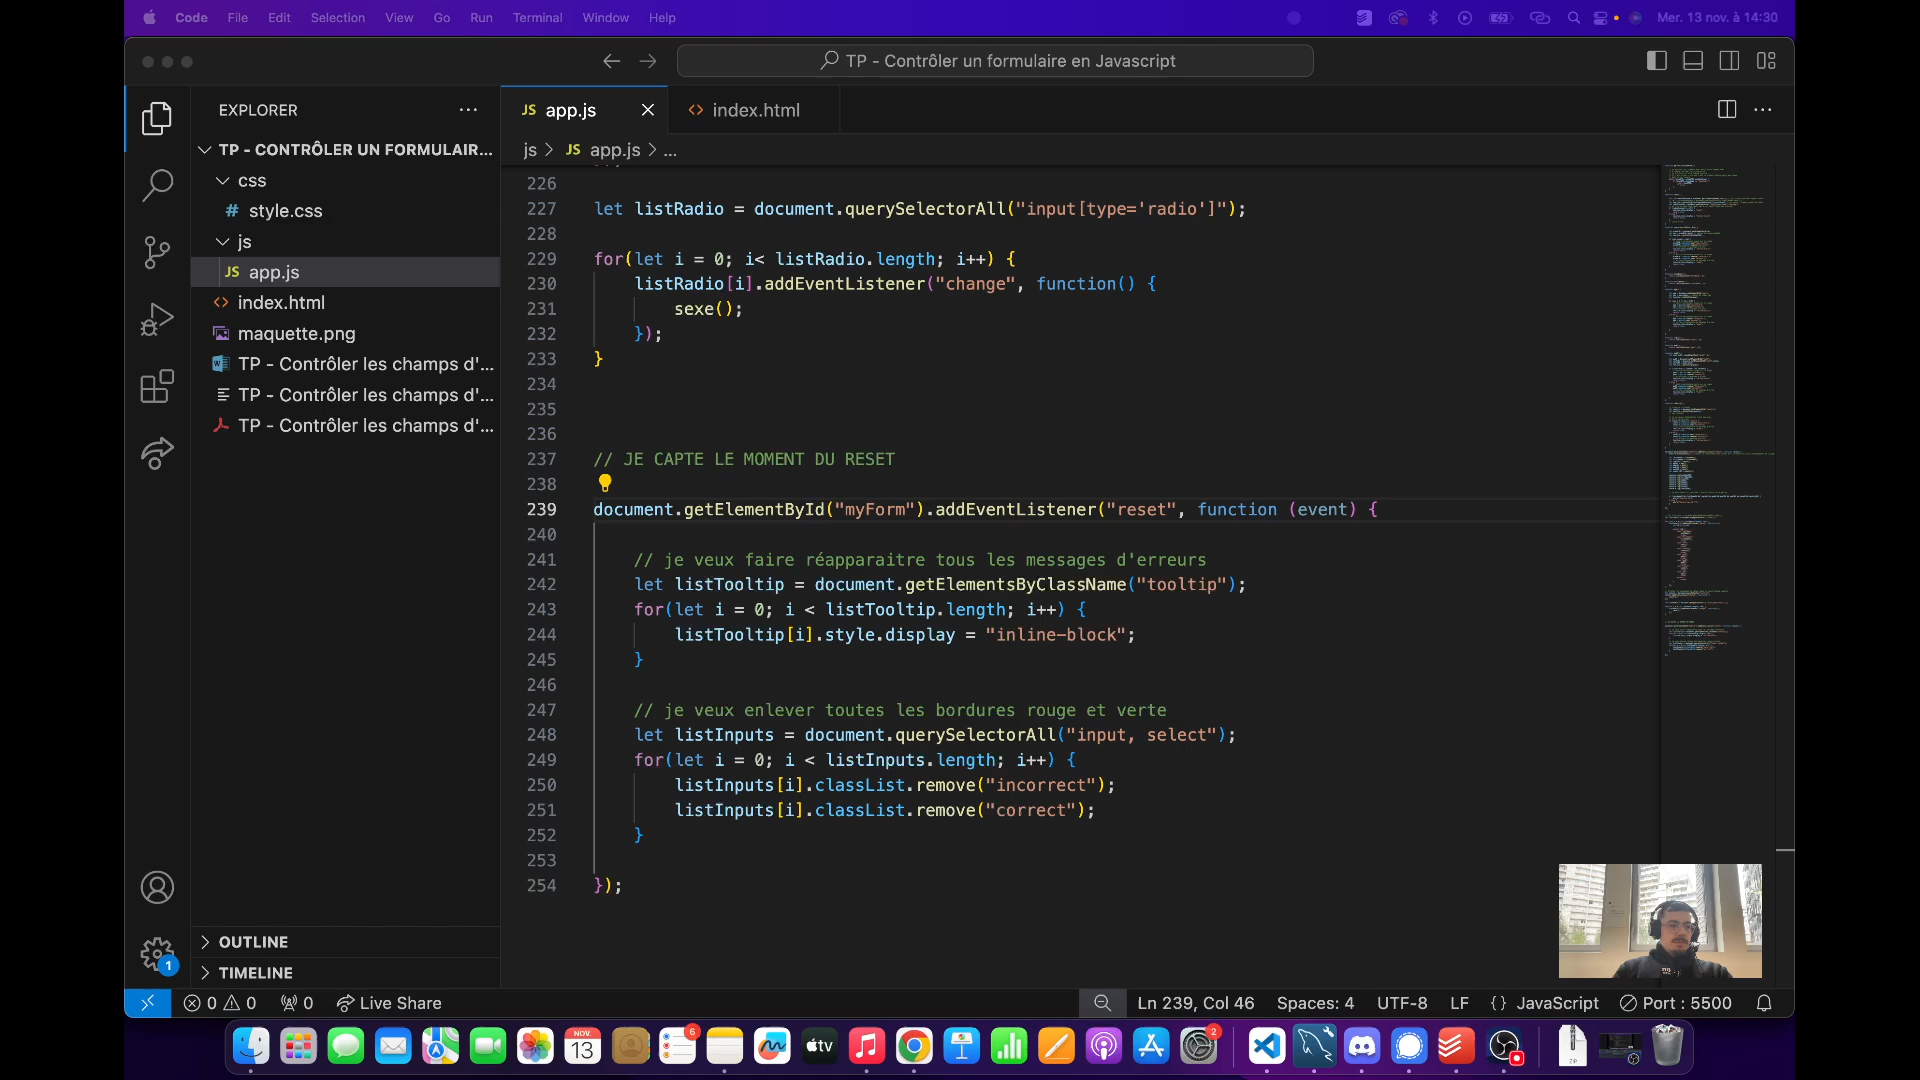 Code File Edit Selection View Go Run Terminal Window Help Mer. 13 nov. à 14:30
TP - Contrôler un formulaire en Javascript
EXPLORER
TP - CONTRÔLER UN FORMULAIR...
css
# style.css
js
JS app.js
<> index.html
maquette.png
TP - Contrôler les champs d'...
TP - Contrôler les champs d'...
TP - Contrôler les champs d'...
OUTLINE
TIMELINE
JS app.js
<> index.html
js > JS app.js > ...
226
227 let listRadio = document.querySelectorAll("input[type='radio']");
228
229 for(let i = 0; i< listRadio.length; i++) {
230 listRadio[i].addEventListener("change", function() {
231 sexe();
232 });
233 }
234
235
236
237 // JE CAPTE LE MOMENT DU RESET
238
239 document.getElementById("myForm").addEventListener("reset", function (event) {
240
241 // je veux faire réapparaitre tous les messages d'erreurs
242 let listTooltip = document.getElementsByClassName("tooltip");
243 for(let i = 0; i < listTooltip.length; i++) {
244 listTooltip[i].style.display = "inline-block";
245 }
246
247 // je veux enlever toutes les bordures rouge et verte
248 let listInputs = document.querySelectorAll("input, select");
249 for(let i = 0; i < listInputs.length; i++) {
250 listInputs[i].classList.remove("incorrect");
251 listInputs[i].classList.remove("correct");
252 }
253
254 });
1
0 0 0 Live Share Ln 239, Col 46 Spaces: 4 UTF-8 LF {} JavaScript Port : 5500
NOV.
13
6
tv
2
ZIP